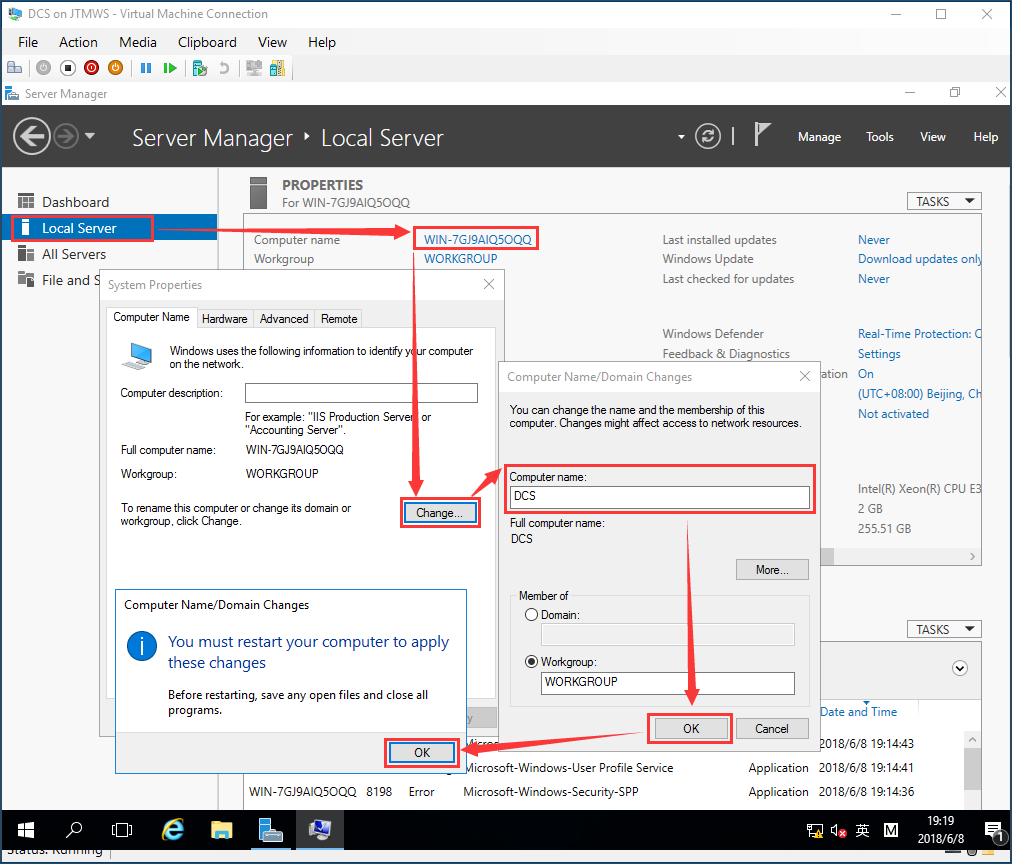 DCS on JTMWS - Virtual Machine Connection
File Action Media Clipboard View Help
Server Manager
Server Manager ‣ Local Server
Manage Tools View Help
Dashboard
Local Server
All Servers
File and S
PROPERTIES
For WIN-7GJ9AIQ5OQQ
TASKS
Computer name WIN-7GJ9AIQ5OQQ
Workgroup WORKGROUP
Last installed updates Never
Windows Update Download updates only
Last checked for updates Never
Windows Defender Real-Time Protection: C
Feedback & Diagnostics Settings
ration On
(UTC+08:00) Beijing, Ch
Not activated
Intel(R) Xeon(R) CPU E3
2 GB
255.51 GB
System Properties
Computer Name Hardware Advanced Remote
Windows uses the following information to identify your computer
on the network.
Computer description:
For example: "IIS Production Server" or
"Accounting Server".
Full computer name: WIN-7GJ9AIQ5OQQ
Workgroup: WORKGROUP
To rename this computer or change its domain or
workgroup, click Change.
Change...
Computer Name/Domain Changes
You can change the name and the membership of this
computer. Changes might affect access to network resources.
Computer name:
DCS
Full computer name:
DCS
More...
Member of
Domain:
Workgroup:
WORKGROUP
OK Cancel
Computer Name/Domain Changes
You must restart your computer to apply
these changes
Before restarting, save any open files and close all
programs.
OK
y
TASKS
Date and Time
Micros 2018/6/8 19:14:43
Microsoft-Windows-User Profile Service Application 2018/6/8 19:14:41
WIN-7GJ9AIQ5OQQ 8198 Error Microsoft-Windows-Security-SPP Application 2018/6/8 19:14:36
英 M
19:19
2018/6/8
1
Status: Running